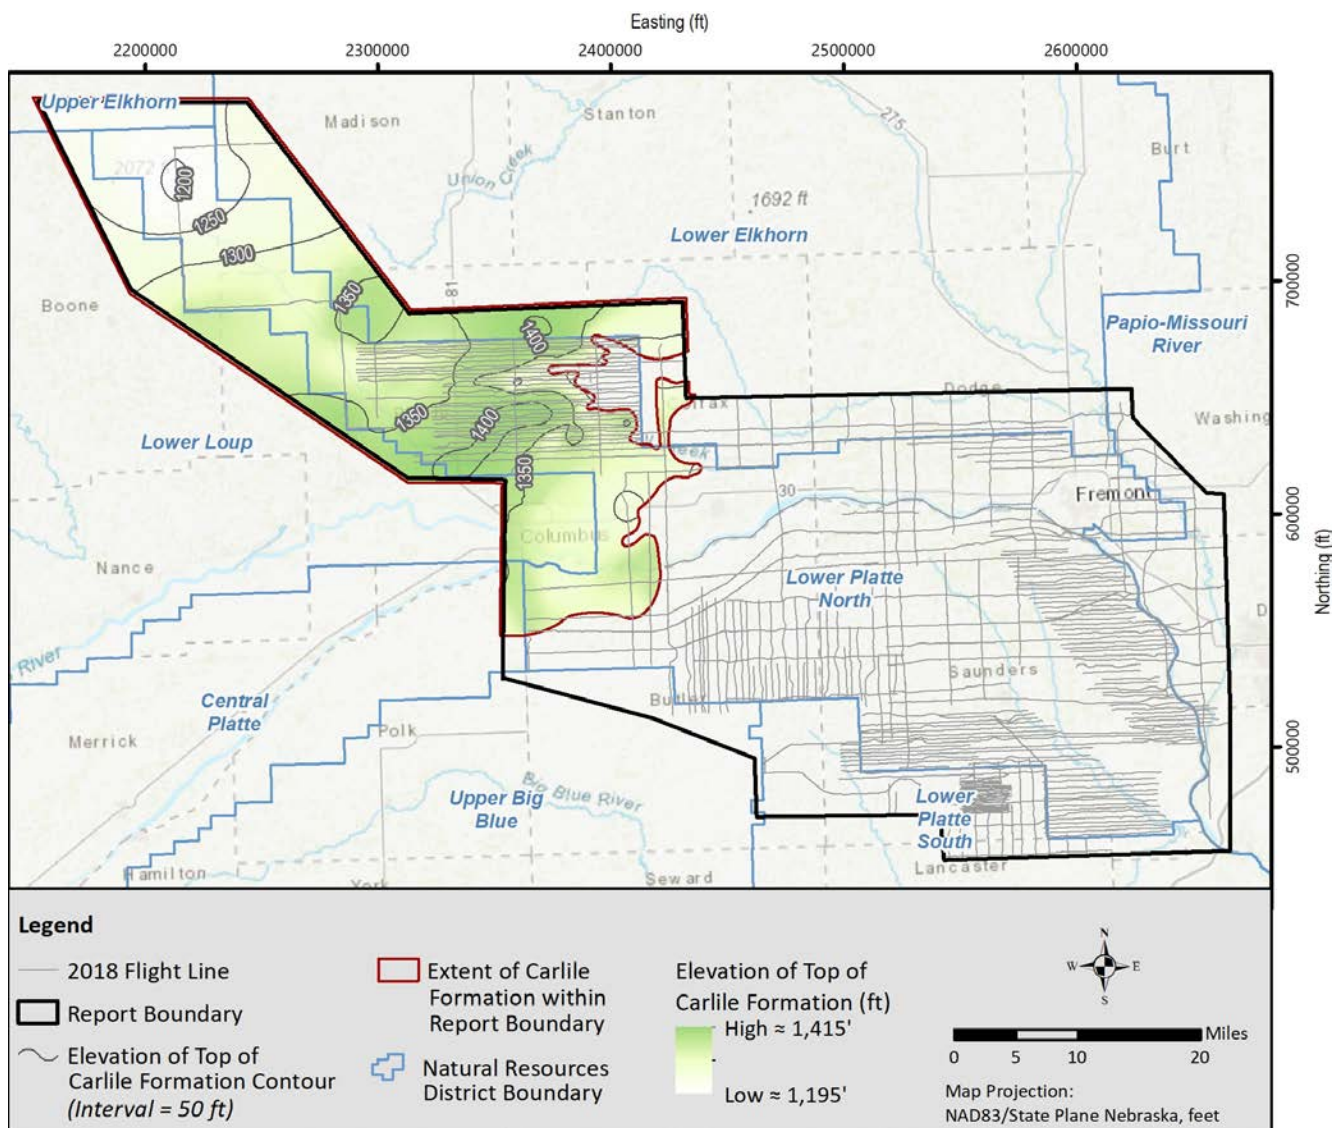 Easting (ft)
2200000
2300000
2400000
2500000
2600000
Upper Elkhorn
Madison
Stanton
275
Burt
2072
Union Creek
1200
1692 ft
1250
Lower Elkhorn
1300
81
700000
Boone
1350
Papio-Missouri
River
1400
Dodge
Washing
1350
1400
Lower Loup
eek
1350
30
Fremont
600000
Columbus
Northing (ft)
Nance
Lower Platte
North
D
River
Saunders
Central
Platte
Butler
Merrick
Polk
500000
Big Blue River
Upper Big
Blue
Lower
Platte
South
Hamilton
York
Seward
Lancaster
Legend
2018 Flight Line
Report Boundary
Elevation of Top of
Carlile Formation Contour
(Interval = 50 ft)
Extent of Carlile
Formation within
Report Boundary
Natural Resources
District Boundary
Elevation of Top of
Carlile Formation (ft)
High ≈ 1,415'
Low ≈ 1,195'
N
W
E
S
Miles
0
5
10
20
Map Projection:
NAD83/State Plane Nebraska, feet